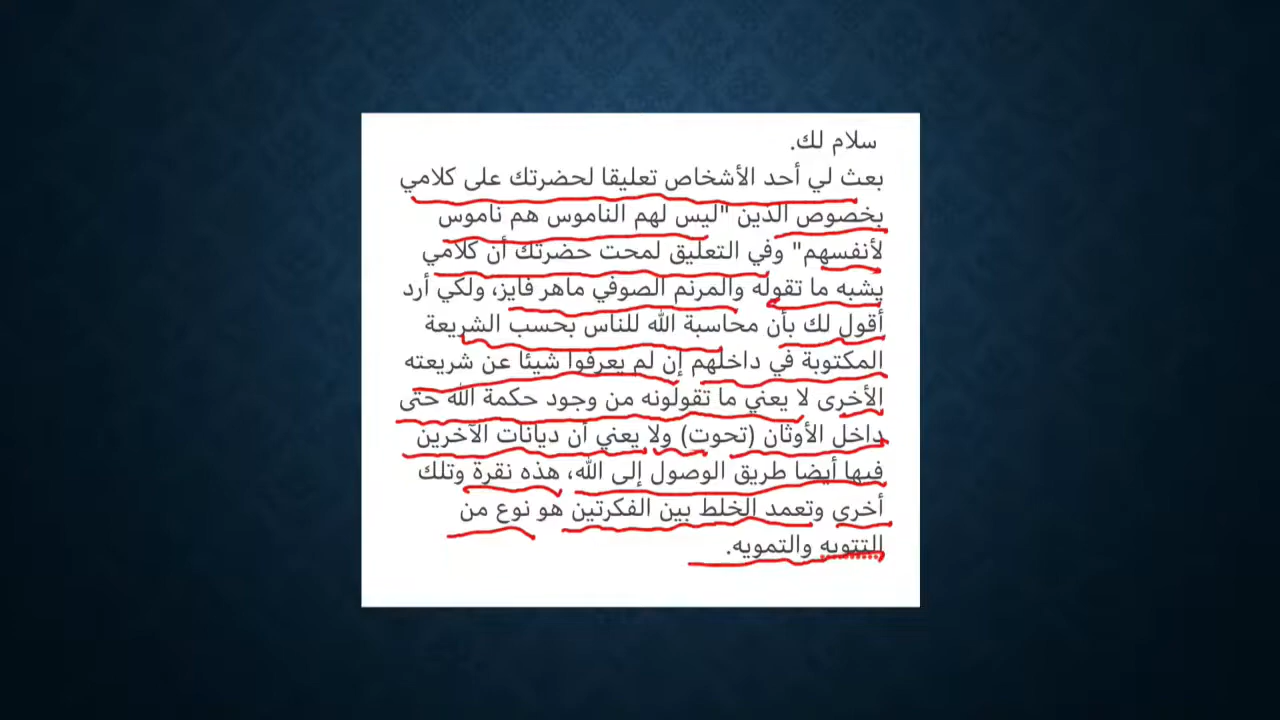 سلام لك.
بعث لي أحد الأشخاص تعليقا لحضرتك على كلامي
بخصوص الذين "ليس لهم الناموس هم ناموس
لأنفسهم" وفي التعليق لمحت حضرتك أن كلامي
يشبه ما تقوله والمرنم الصوفي ماهر فايز، ولكي أرد
أقول لك بأن محاسبة الله للناس بحسب الشريعة
المكتوبة في داخلهم إن لم يعرفوا شيئا عن شريعته
الأخرى لا يعني ما تقولونه من وجود حكمة الله حتى
داخل الأوثان (تحوت) ولا يعني أن ديانات الآخرين
فيها أيضا طريق الوصول إلى الله، هذه نقرة وتلك
أخرى وتعمد الخلط بين الفكرتين هو نوع من
التتويه والتمويه.